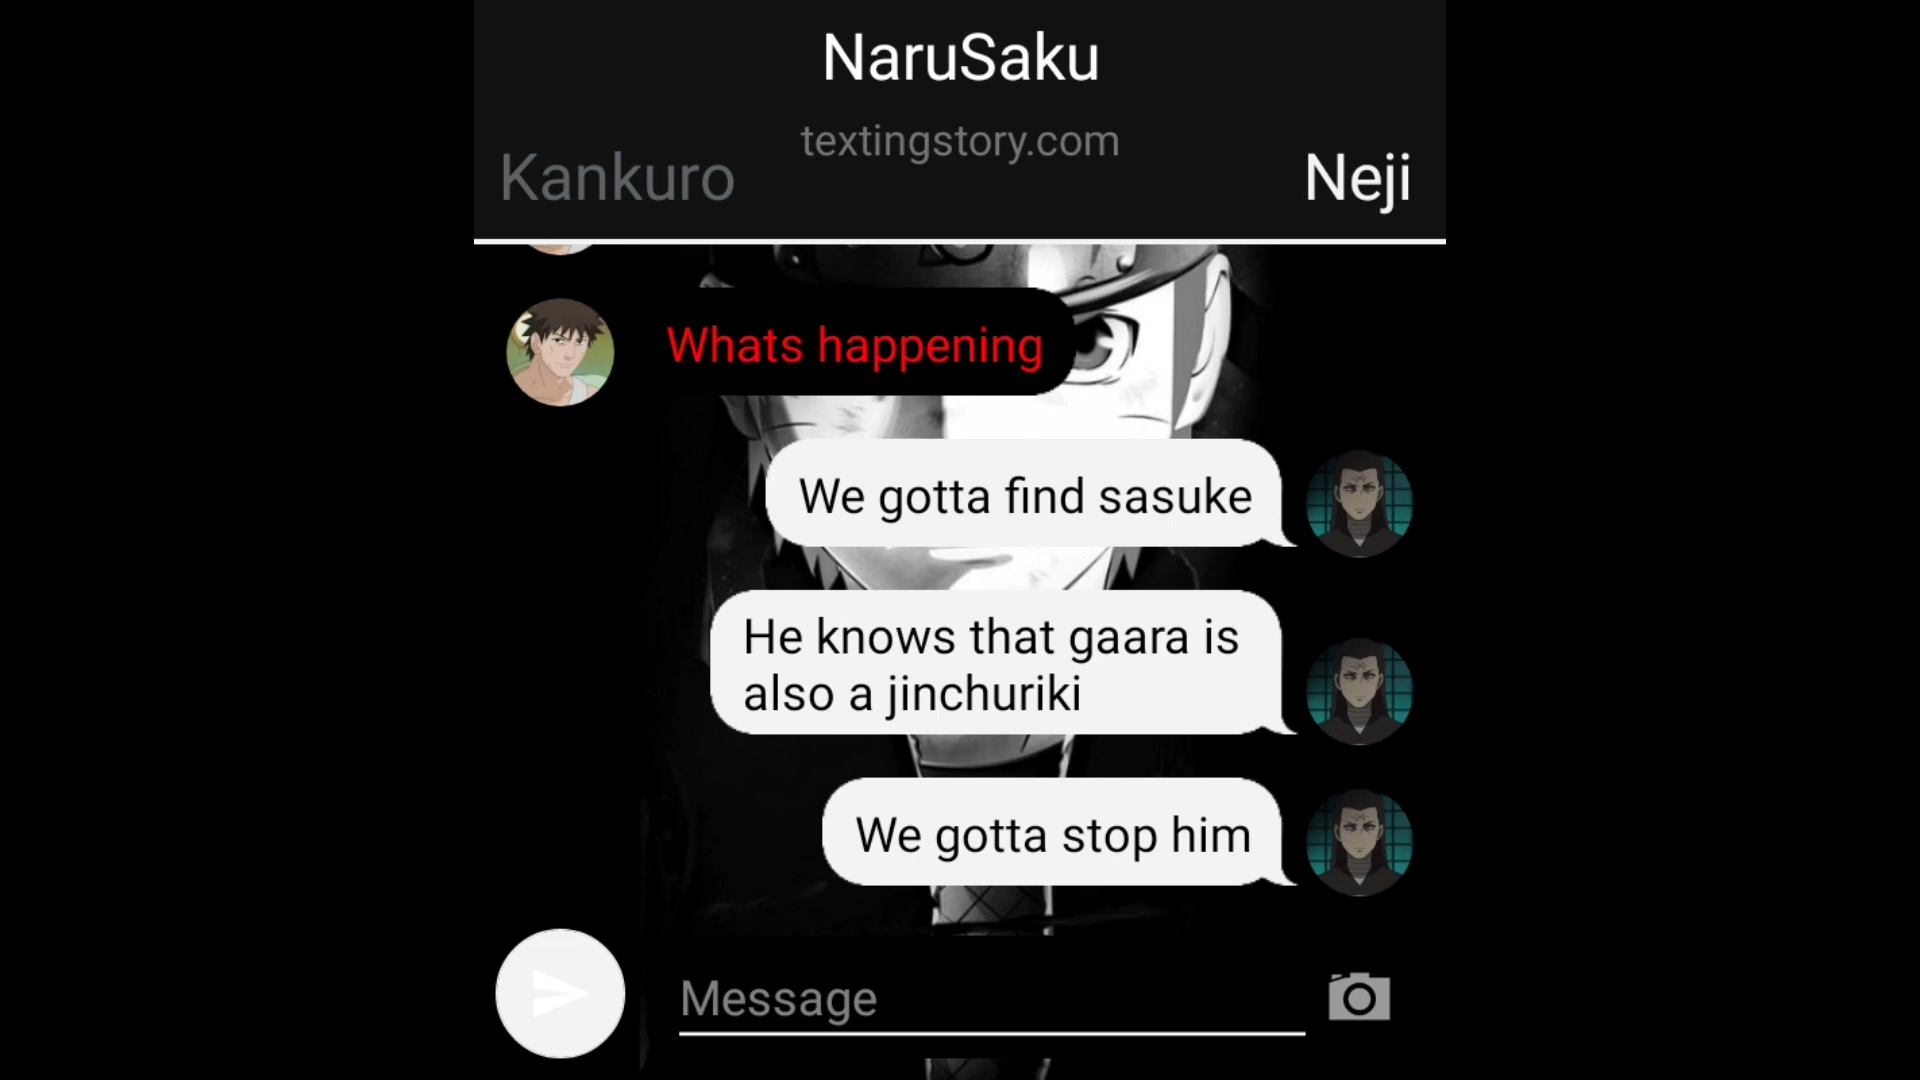 NaruSaku
textingstory.com
Kankuro
Neji
Whats happening
We gotta find sasuke
He knows that gaara is
also a jinchuriki
We gotta stop him
Message